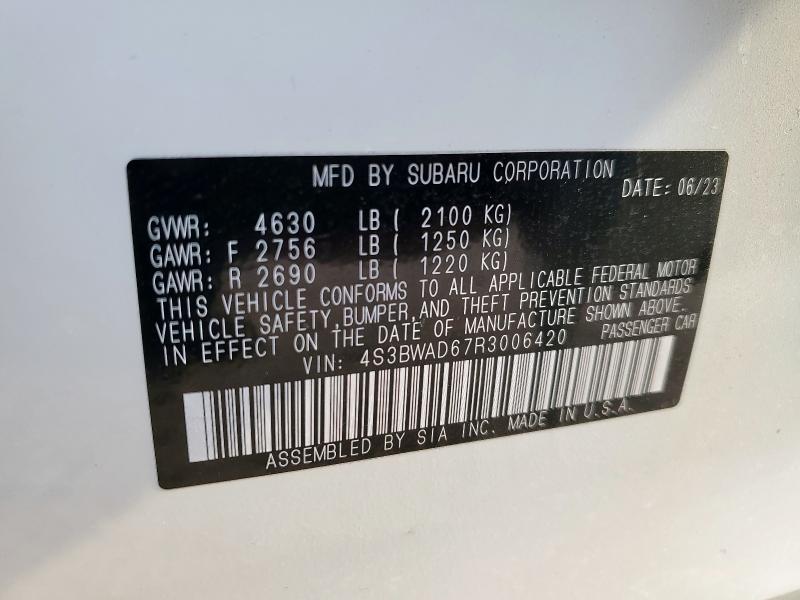 MFD BY SUBARU CORPORATION
DATE: 06/23
GVWR: 4630 LB ( 2100 KG)
GAWR: F 2756 LB ( 1250 KG)
GAWR: R 2690 LB ( 1220 KG)
THIS VEHICLE CONFORMS TO ALL APPLICABLE FEDERAL MOTOR
VEHICLE SAFETY,BUMPER,AND THEFT PREVENTION STANDARDS
IN EFFECT ON THE DATE OF MANUFACTURE SHOWN ABOVE.
VIN: 4S3BWAD67R3006420 PASSENGER CAR
ASSEMBLED BY SIA INC. MADE IN U.S.A.